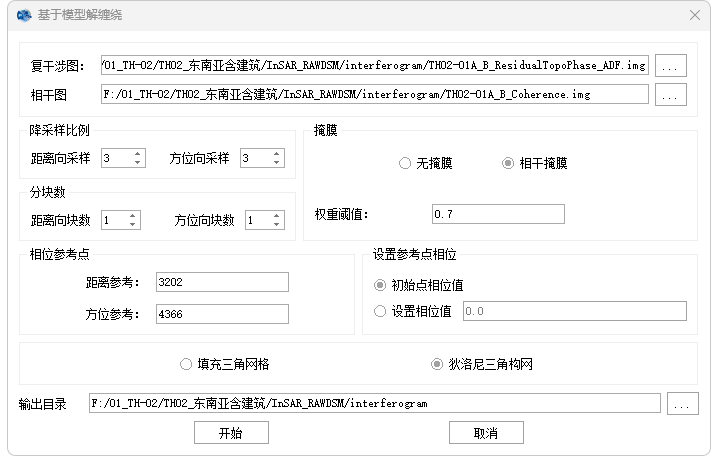 基于模型解缠绕
复干涉图: /01_TH-02/TH02_东南亚含建筑/InSAR_RAWDSM/interferogram/TH02-01A_B_ResidualTopoPhase_ADF.img ...
相干图 F:/01_TH-02/TH02_东南亚含建筑/InSAR_RAWDSM/interferogram/TH02-01A_B_Coherence.img ...
降采样比例
距离向采样 3 方位向采样 3
分块数
距离向块数 1 方位向块数 1
掩膜
无掩膜 相干掩膜
权重阈值: 0.7
相位参考点
距离参考: 3202
方位参考: 4366
设置参考点相位
初始点相位值
设置相位值 0.0
填充三角网格 狄洛尼三角构网
输出目录 F:/01_TH-02/TH02_东南亚含建筑/InSAR_RAWDSM/interferogram ...
开始 取消